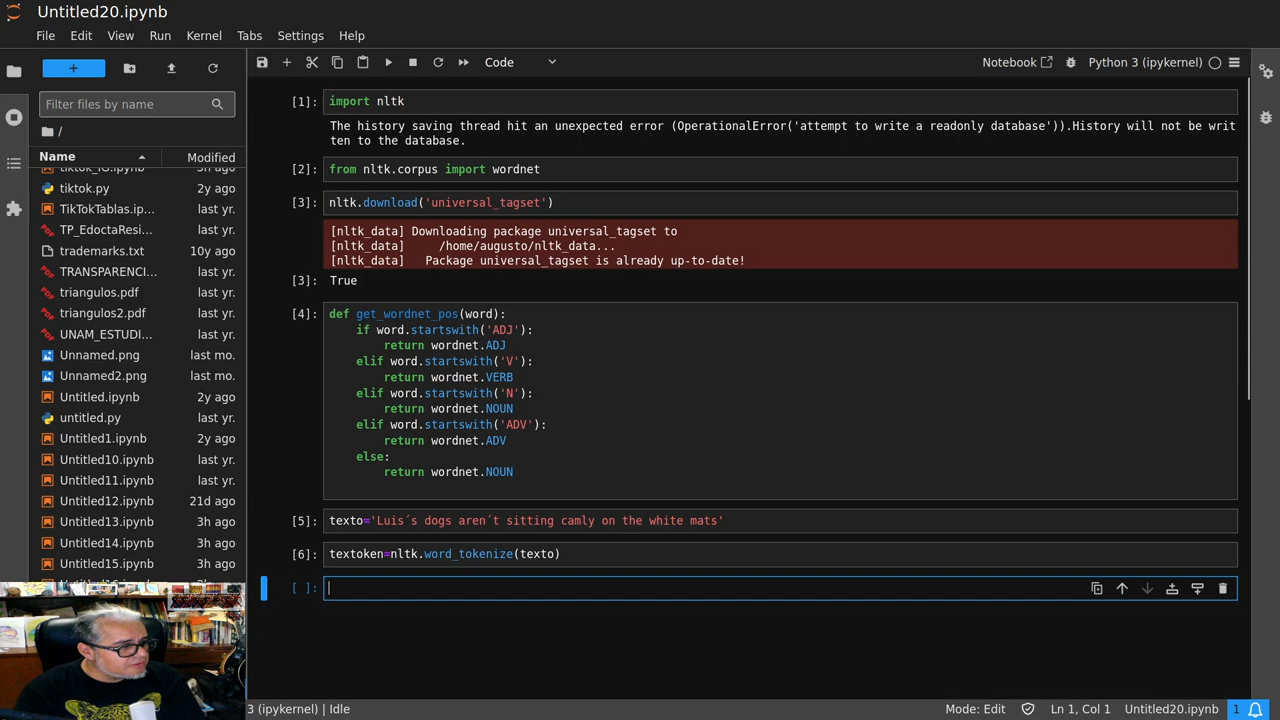 Untitled20.ipynb
File Edit View Run Kernel Tabs Settings Help
Code
Notebook
Python 3 (ipykernel)
Filter files by name
/
Name Modified
tiktok.py 2y ago
TikTokTablas.ip... last yr.
TP_EdoctaResi... last yr.
trademarks.txt 10y ago
TRANSPARENCI... last yr.
triangulos.pdf last yr.
triangulos2.pdf last yr.
UNAM_ESTUDI... last yr.
Unnamed.png last mo.
Unnamed2.png last mo.
Untitled.ipynb 2y ago
untitled.py last yr.
Untitled1.ipynb 2y ago
Untitled10.ipynb last yr.
Untitled11.ipynb last yr.
Untitled12.ipynb 21d ago
Untitled13.ipynb 3h ago
Untitled14.ipynb 3h ago
Untitled15.ipynb 3h ago
[1]: import nltk
The history saving thread hit an unexpected error (OperationalError('attempt to write a readonly database')).History will not be writ
ten to the database.
[2]: from nltk.corpus import wordnet
[3]: nltk.download('universal_tagset')
[nltk_data] Downloading package universal_tagset to
[nltk_data]     /home/augusto/nltk_data...
[nltk_data]   Package universal_tagset is already up-to-date!
[3]: True
[4]: def get_wordnet_pos(word):
    if word.startswith('ADJ'):
        return wordnet.ADJ
    elif word.startswith('V'):
        return wordnet.VERB
    elif word.startswith('N'):
        return wordnet.NOUN
    elif word.startswith('ADV'):
        return wordnet.ADV
    else:
        return wordnet.NOUN
[5]: texto='Luis´s dogs aren´t sitting camly on the white mats'
[6]: textoken=nltk.word_tokenize(texto)
[ ]:
3 (ipykernel) | Idle
Mode: Edit
Ln 1, Col 1
Untitled20.ipynb
1